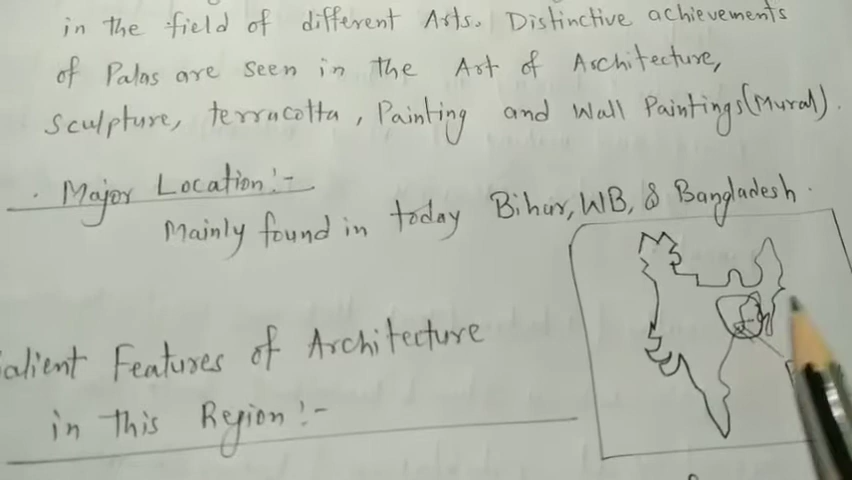 in the field of different Arts. Distinctive achievements
of Palas are seen in the Art of Architecture,
Sculpture, terracotta, Painting and Wall Paintings(Mural).
Major Location:-
Mainly found in today Bihar, WB, & Bangladesh.
alient Features of Architecture
in this Region:-